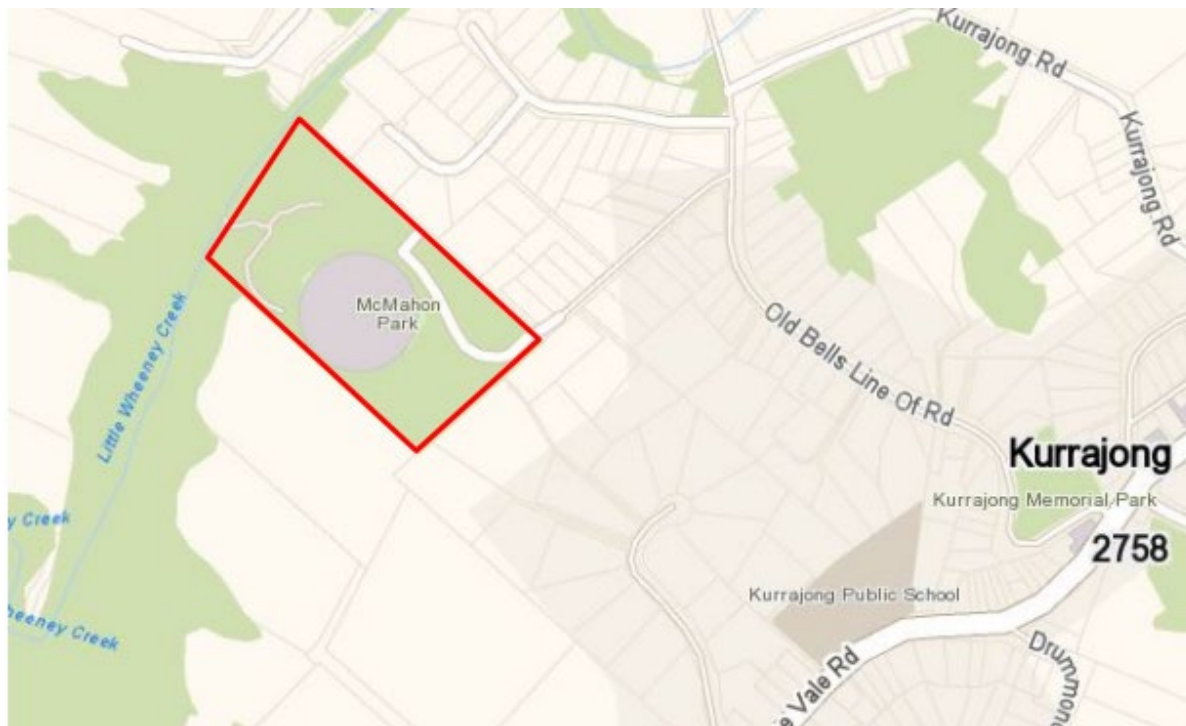 Kurrajong Rd
Kurrajong Rd
McMahon
Park
Little Wheeney Creek
Old Bells Line Of Rd
Kurrajong
Kurrajong Memorial Park
y Creek
2758
Kurrajong Public School
heeney Creek
e Vale Rd
Drummon